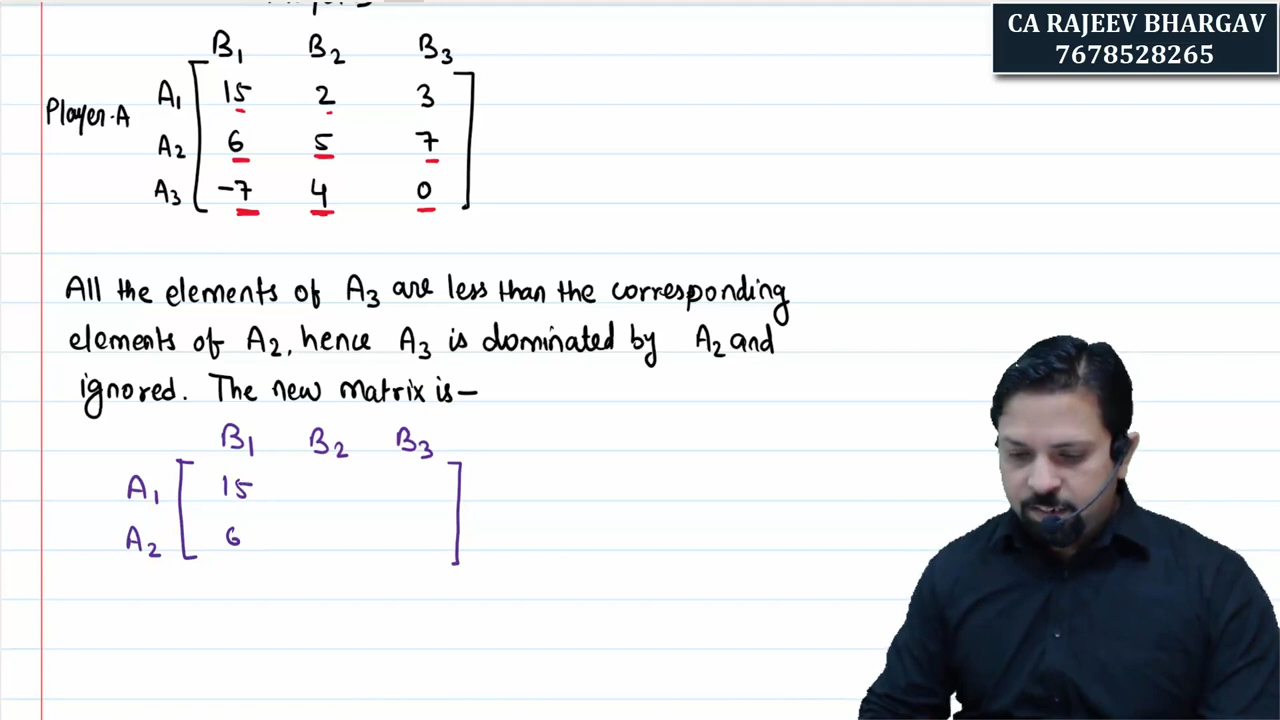 CA RAJEEV BHARGAV
7678528265
B1 B2 B3
A1 15 2 3
Player-A
A2 6 5 7
A3 -7 4 0
All the elements of A3 are less than the corresponding
elements of A2, hence A3 is dominated by A2 and
ignored. The new matrix is-
B1 B2 B3
A1 15
A2 6